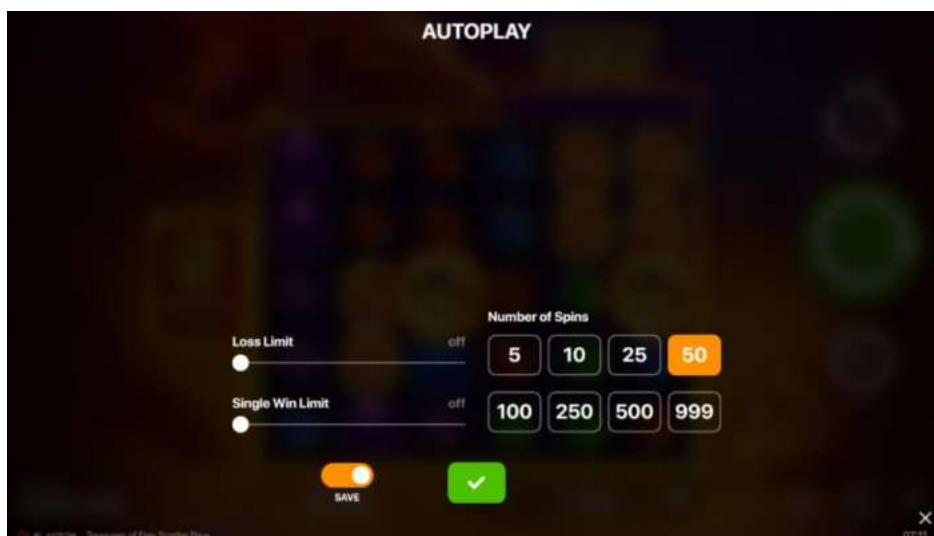 AUTOPLAY
Number of Spins
Loss Limit off
5 10 25 50
Single Win Limit off
100 250 500 999
SAVE